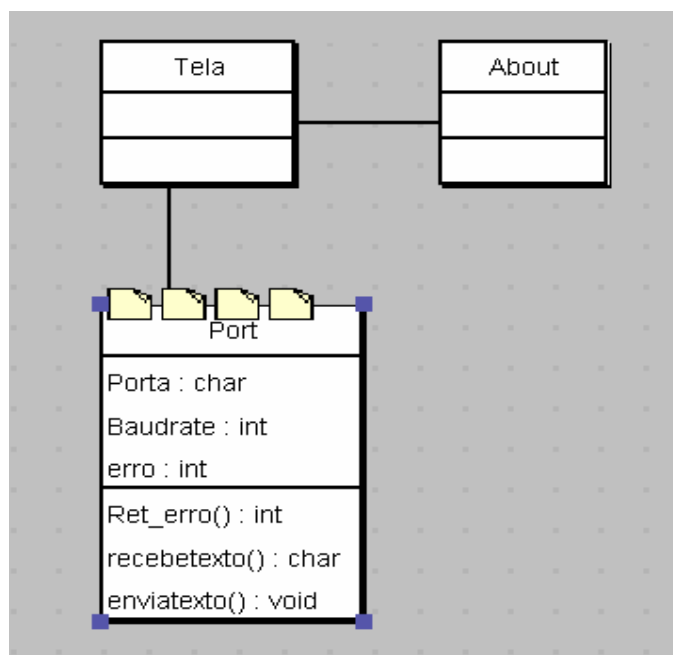 Tela
About
Port
Porta : char
Baudrate : int
erro : int
Ret_erro() : int
recebetexto() : char
enviatexto() : void